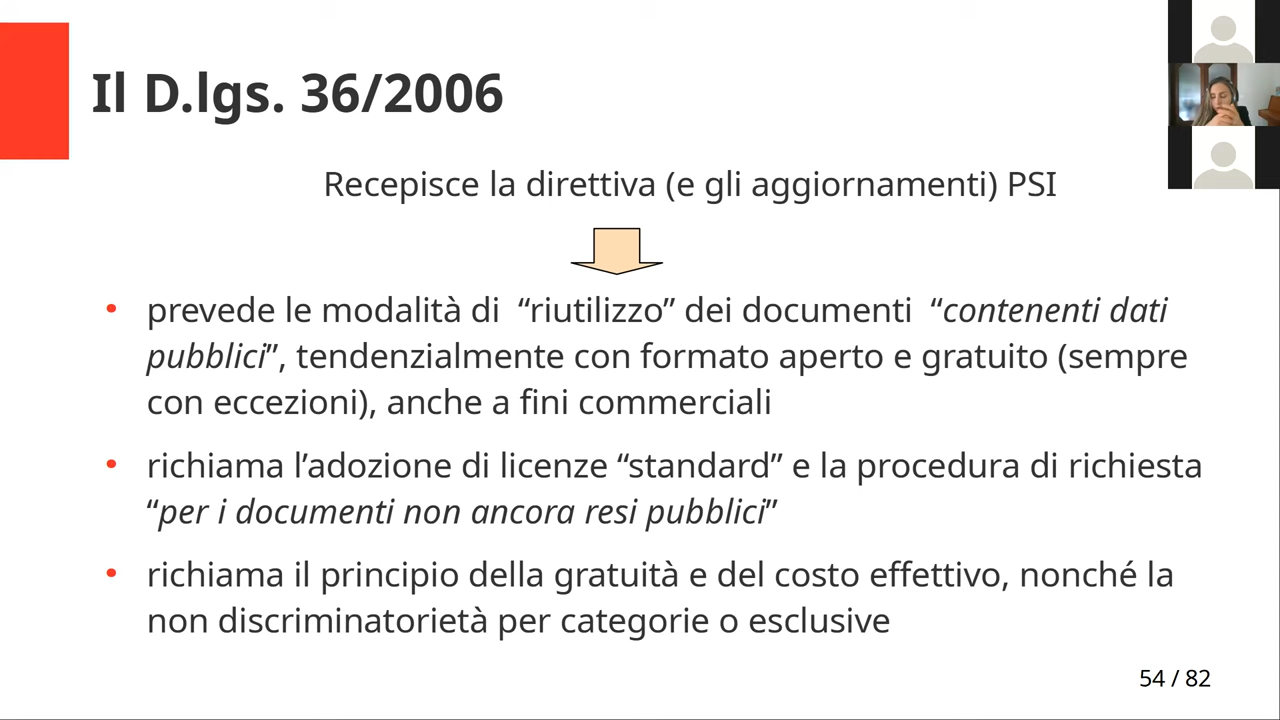 Il D.lgs. 36/2006
Recepisce la direttiva (e gli aggiornamenti) PSI
• prevede le modalità di “riutilizzo” dei documenti “contenenti dati
pubblici”, tendenzialmente con formato aperto e gratuito (sempre
con eccezioni), anche a fini commerciali
• richiama l’adozione di licenze “standard” e la procedura di richiesta
“per i documenti non ancora resi pubblici”
• richiama il principio della gratuità e del costo effettivo, nonché la
non discriminatorietà per categorie o esclusive
54 / 82